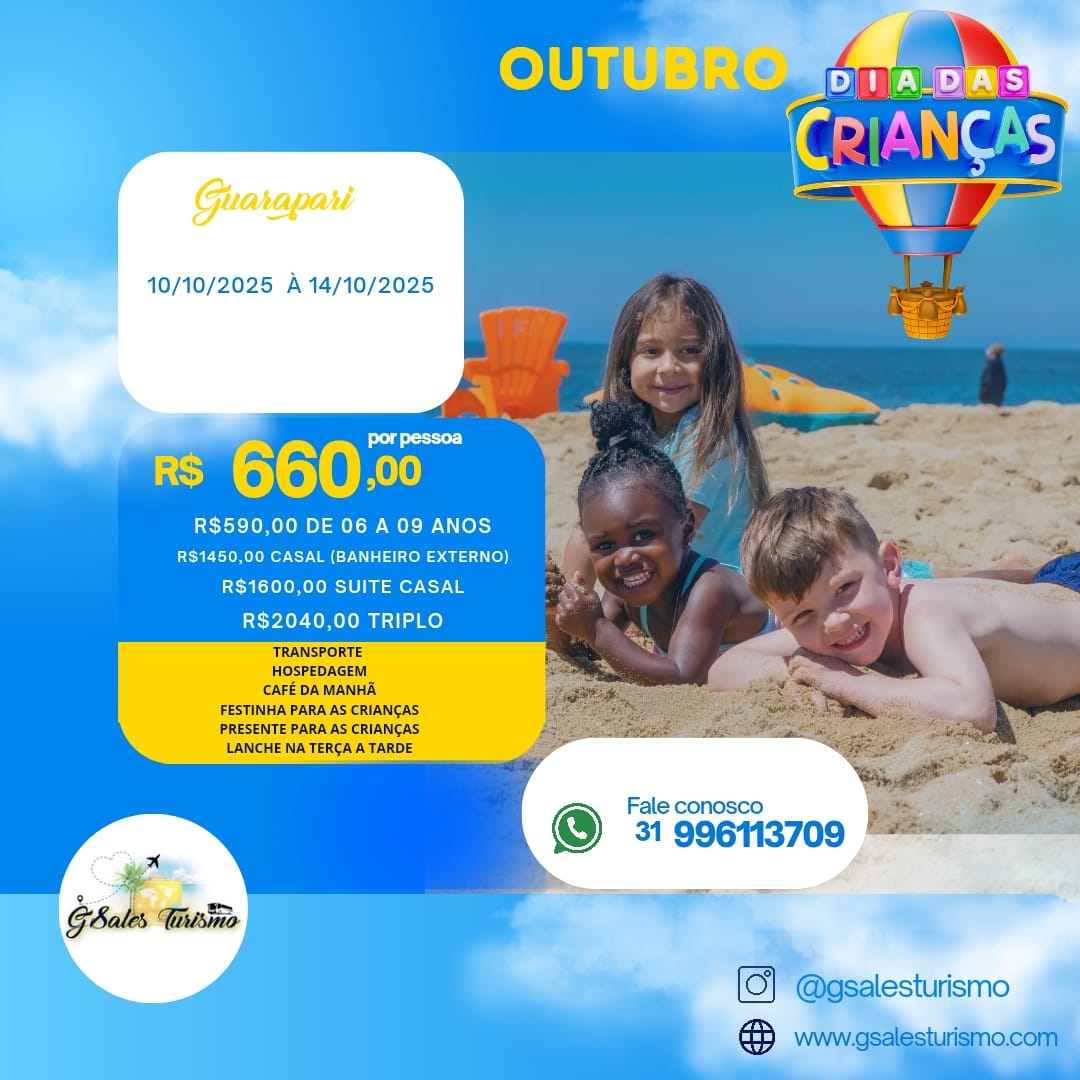 OUTUBRO
DIA DAS
CRIANÇAS
Guarapari
10/10/2025 À 14/10/2025
por pessoa
R$ 660,00
R$590,00 DE 06 A 09 ANOS
R$1450,00 CASAL (BANHEIRO EXTERNO)
R$1600,00 SUITE CASAL
R$2040,00 TRIPLO
TRANSPORTE
HOSPEDAGEM
CAFÉ DA MANHÃ
FESTINHA PARA AS CRIANÇAS
PRESENTE PARA AS CRIANÇAS
LANCHE NA TERÇA A TARDE
Fale conosco
31 996113709
GSales Turismo
@gsalesturismo
www.gsalesturismo.com